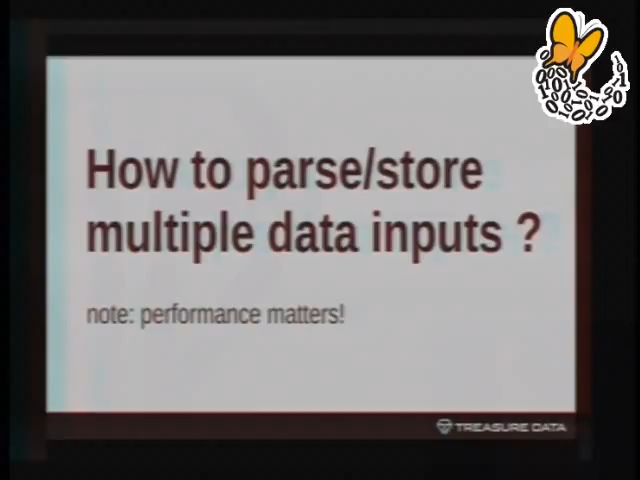 How to parse/store
multiple data inputs ?
note: performance matters!
TREASURE DATA